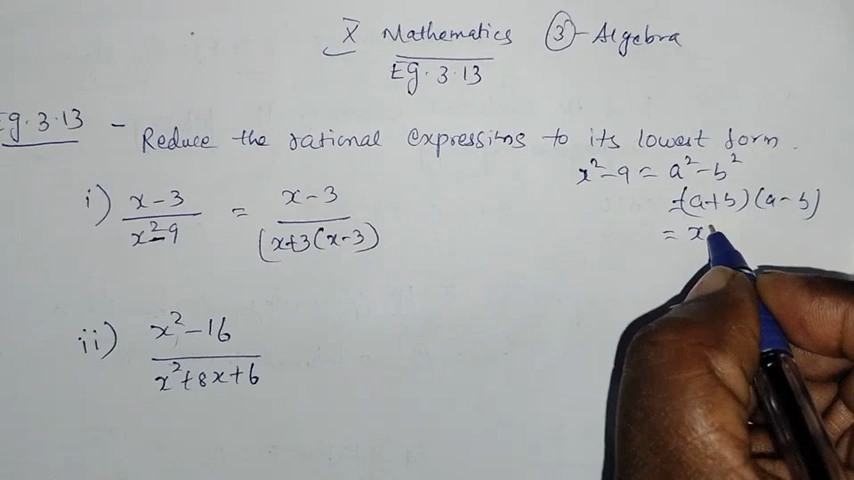 X Mathematics ③-Algebra
Eg. 3.13
Eg. 3.13 - Reduce the rational expressions to its lowest form.
x²-9 = a²-b²
=(a+b)(a-b)
= x
i) x-3 / x²-9 = x-3 / (x+3(x-3)
ii) x²-16 / x²+8x+6